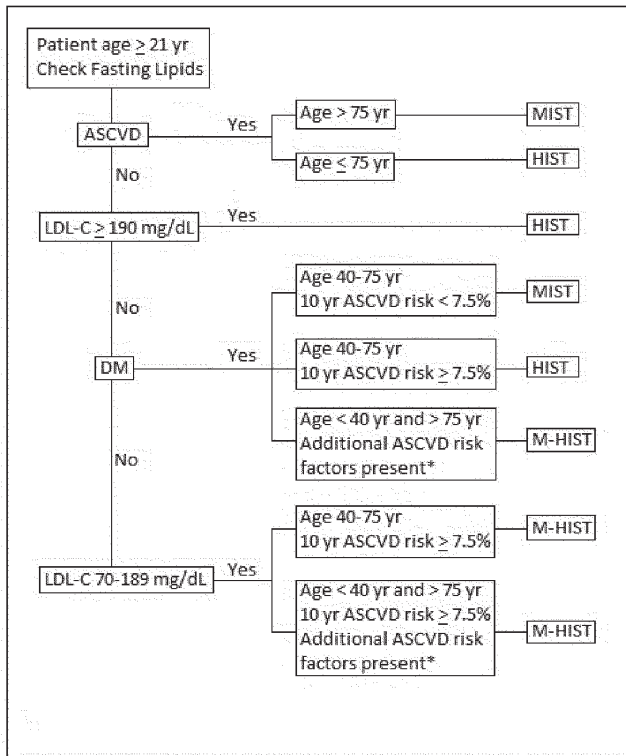 Patient age ≥ 21 yr
Check Fasting Lipids
ASCVD
Yes
Age > 75 yr
MIST
Age ≤ 75 yr
HIST
No
LDL-C ≥ 190 mg/dL
Yes
HIST
No
Age 40-75 yr
10 yr ASCVD risk < 7.5%
MIST
DM
Yes
Age 40-75 yr
10 yr ASCVD risk ≥ 7.5%
HIST
Age < 40 yr and > 75 yr
Additional ASCVD risk
factors present*
M-HIST
No
Age 40-75 yr
10 yr ASCVD risk ≥ 7.5%
M-HIST
LDL-C 70-189 mg/dL
Yes
Age < 40 yr and > 75 yr
10 yr ASCVD risk ≥ 7.5%
Additional ASCVD risk
factors present*
M-HIST